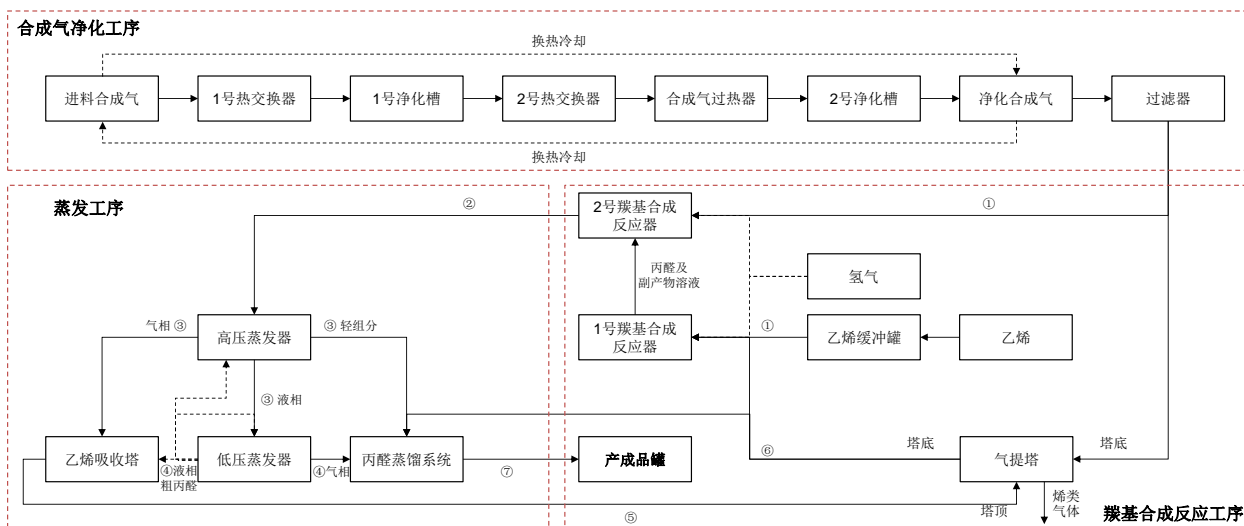 合成气净化工序
换热冷却
进料合成气
1号热交换器
1号净化槽
2号热交换器
合成气过热器
2号净化槽
净化合成气
过滤器
换热冷却
蒸发工序
②
2号羰基合成
反应器
①
丙醛及
副产物溶液
氢气
气相 ③
高压蒸发器
③ 轻组分
1号羰基合成
反应器
①
乙烯缓冲罐
乙烯
③ 液相
乙烯吸收塔
④液相
粗丙醛
低压蒸发器
④气相
丙醛蒸馏系统
⑦
产成品罐
⑥
塔底
气提塔
塔底
⑤
塔顶
烯类
气体
羰基合成反应工序